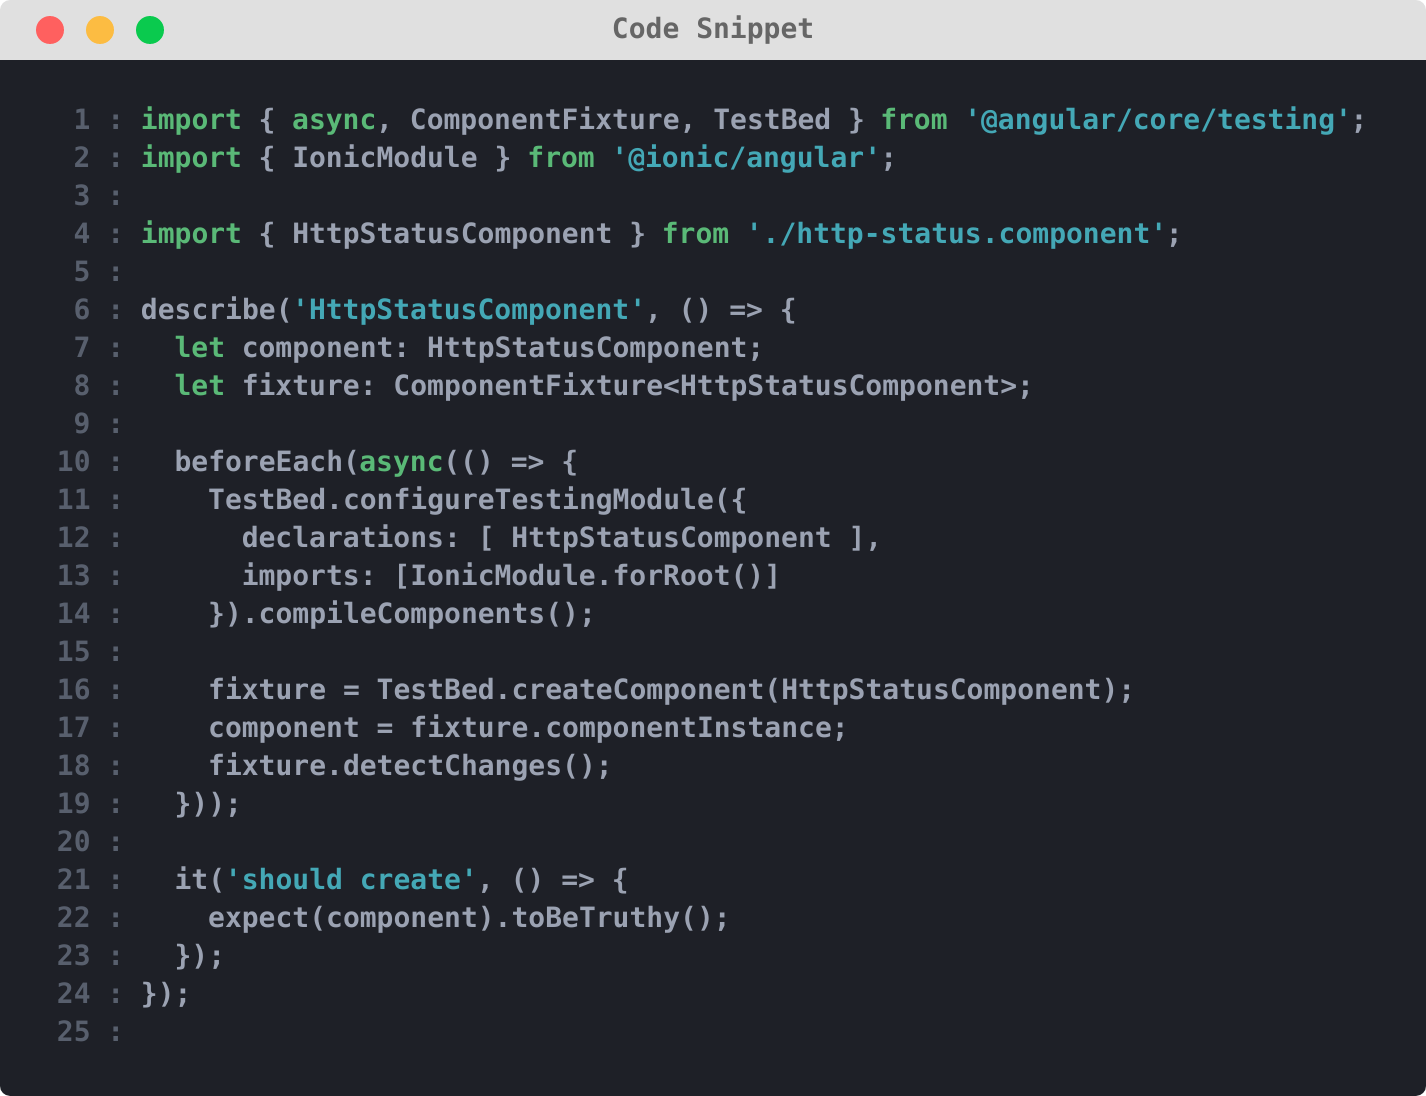 Code Snippet
1 : import { async, ComponentFixture, TestBed } from '@angular/core/testing';
2 : import { IonicModule } from '@ionic/angular';
3 :
4 : import { HttpStatusComponent } from './http-status.component';
5 :
6 : describe('HttpStatusComponent', () => {
7 :   let component: HttpStatusComponent;
8 :   let fixture: ComponentFixture<HttpStatusComponent>;
9 :
10 :   beforeEach(async(() => {
11 :     TestBed.configureTestingModule({
12 :       declarations: [ HttpStatusComponent ],
13 :       imports: [IonicModule.forRoot()]
14 :     }).compileComponents();
15 :
16 :     fixture = TestBed.createComponent(HttpStatusComponent);
17 :     component = fixture.componentInstance;
18 :     fixture.detectChanges();
19 :   }));
20 :
21 :   it('should create', () => {
22 :     expect(component).toBeTruthy();
23 :   });
24 : });
25 :